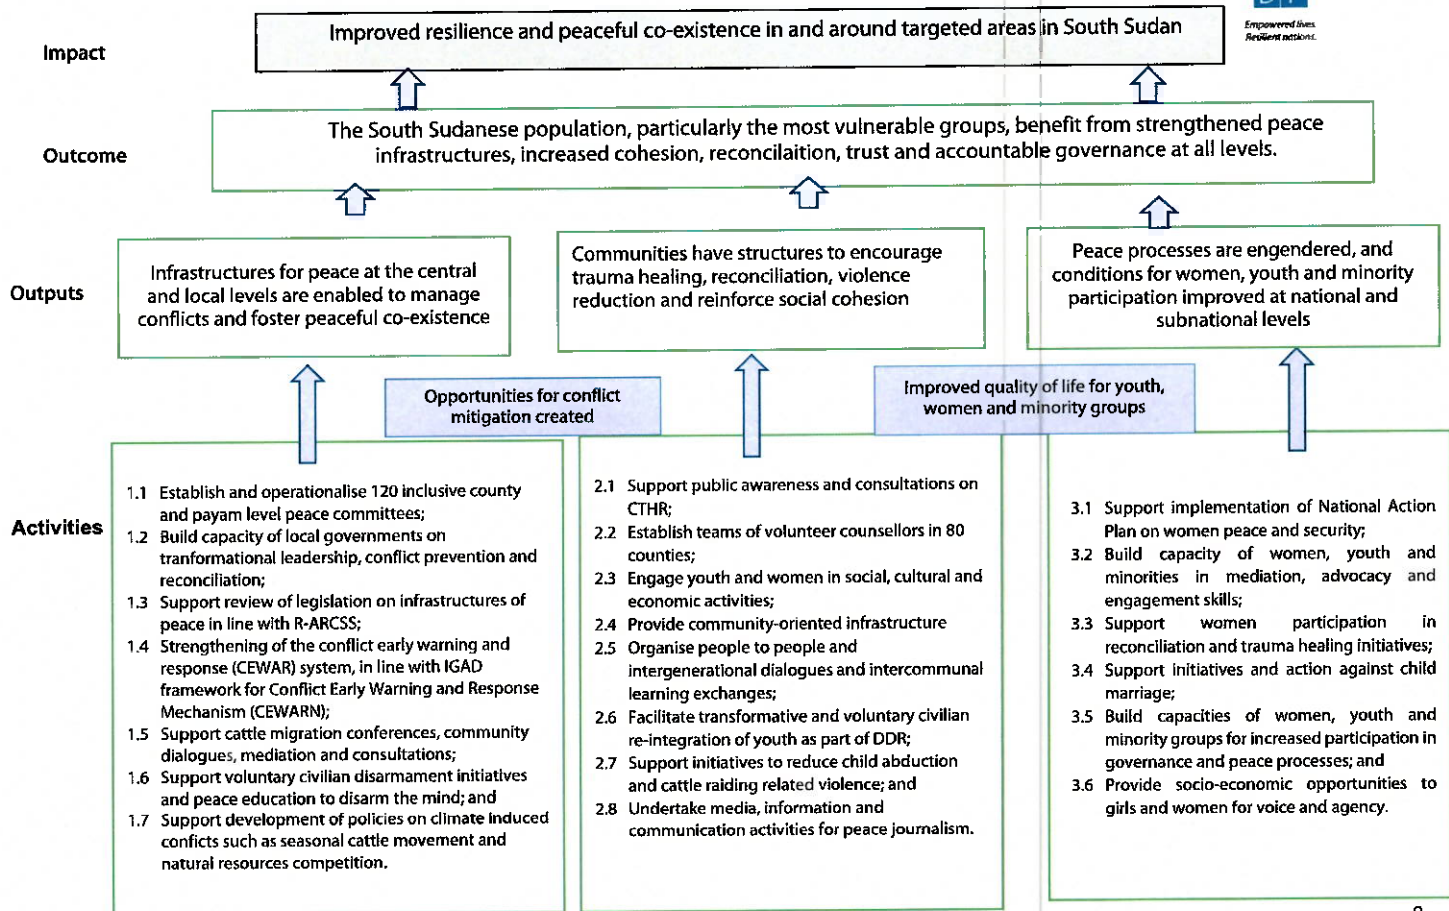 Empowered lives.
Resilient nations.
Impact
Improved resilience and peaceful co-existence in and around targeted areas in South Sudan
Outcome
The South Sudanese population, particularly the most vulnerable groups, benefit from strengthened peace
infrastructures, increased cohesion, reconcilaition, trust and accountable governance at all levels.
Outputs
Infrastructures for peace at the central
and local levels are enabled to manage
conflicts and foster peaceful co-existence
Communities have structures to encourage
trauma healing, reconciliation, violence
reduction and reinforce social cohesion
Peace processes are engendered, and
conditions for women, youth and minority
participation improved at national and
subnational levels
Opportunities for conflict
mitigation created
Improved quality of life for youth,
women and minority groups
Activities
1.1 Establish and operationalise 120 inclusive county
and payam level peace committees;
1.2 Build capacity of local governments on
tranformational leadership, conflict prevention and
reconciliation;
1.3 Support review of legislation on infrastructures of
peace in line with R-ARCSS;
1.4 Strengthening of the conflict early warning and
response (CEWAR) system, in line with IGAD
framework for Conflict Early Warning and Response
Mechanism (CEWARN);
1.5 Support cattle migration conferences, community
dialogues, mediation and consultations;
1.6 Support voluntary civilian disarmament initiatives
and peace education to disarm the mind; and
1.7 Support development of policies on climate induced
conficts such as seasonal cattle movement and
natural resources competition.
2.1 Support public awareness and consultations on
CTHR;
2.2 Establish teams of volunteer counsellors in 80
counties;
2.3 Engage youth and women in social, cultural and
economic activities;
2.4 Provide community-oriented infrastructure
2.5 Organise people to people and
intergenerational dialogues and intercommunal
learning exchanges;
2.6 Facilitate transformative and voluntary civilian
re-integration of youth as part of DDR;
2.7 Support initiatives to reduce child abduction
and cattle raiding related violence; and
2.8 Undertake media, information and
communication activities for peace journalism.
3.1 Support implementation of National Action
Plan on women peace and security;
3.2 Build capacity of women, youth and
minorities in mediation, advocacy and
engagement skills;
3.3 Support women participation in
reconciliation and trauma healing initiatives;
3.4 Support initiatives and action against child
marriage;
3.5 Build capacities of women, youth and
minority groups for increased participation in
governance and peace processes; and
3.6 Provide socio-economic opportunities to
girls and women for voice and agency.